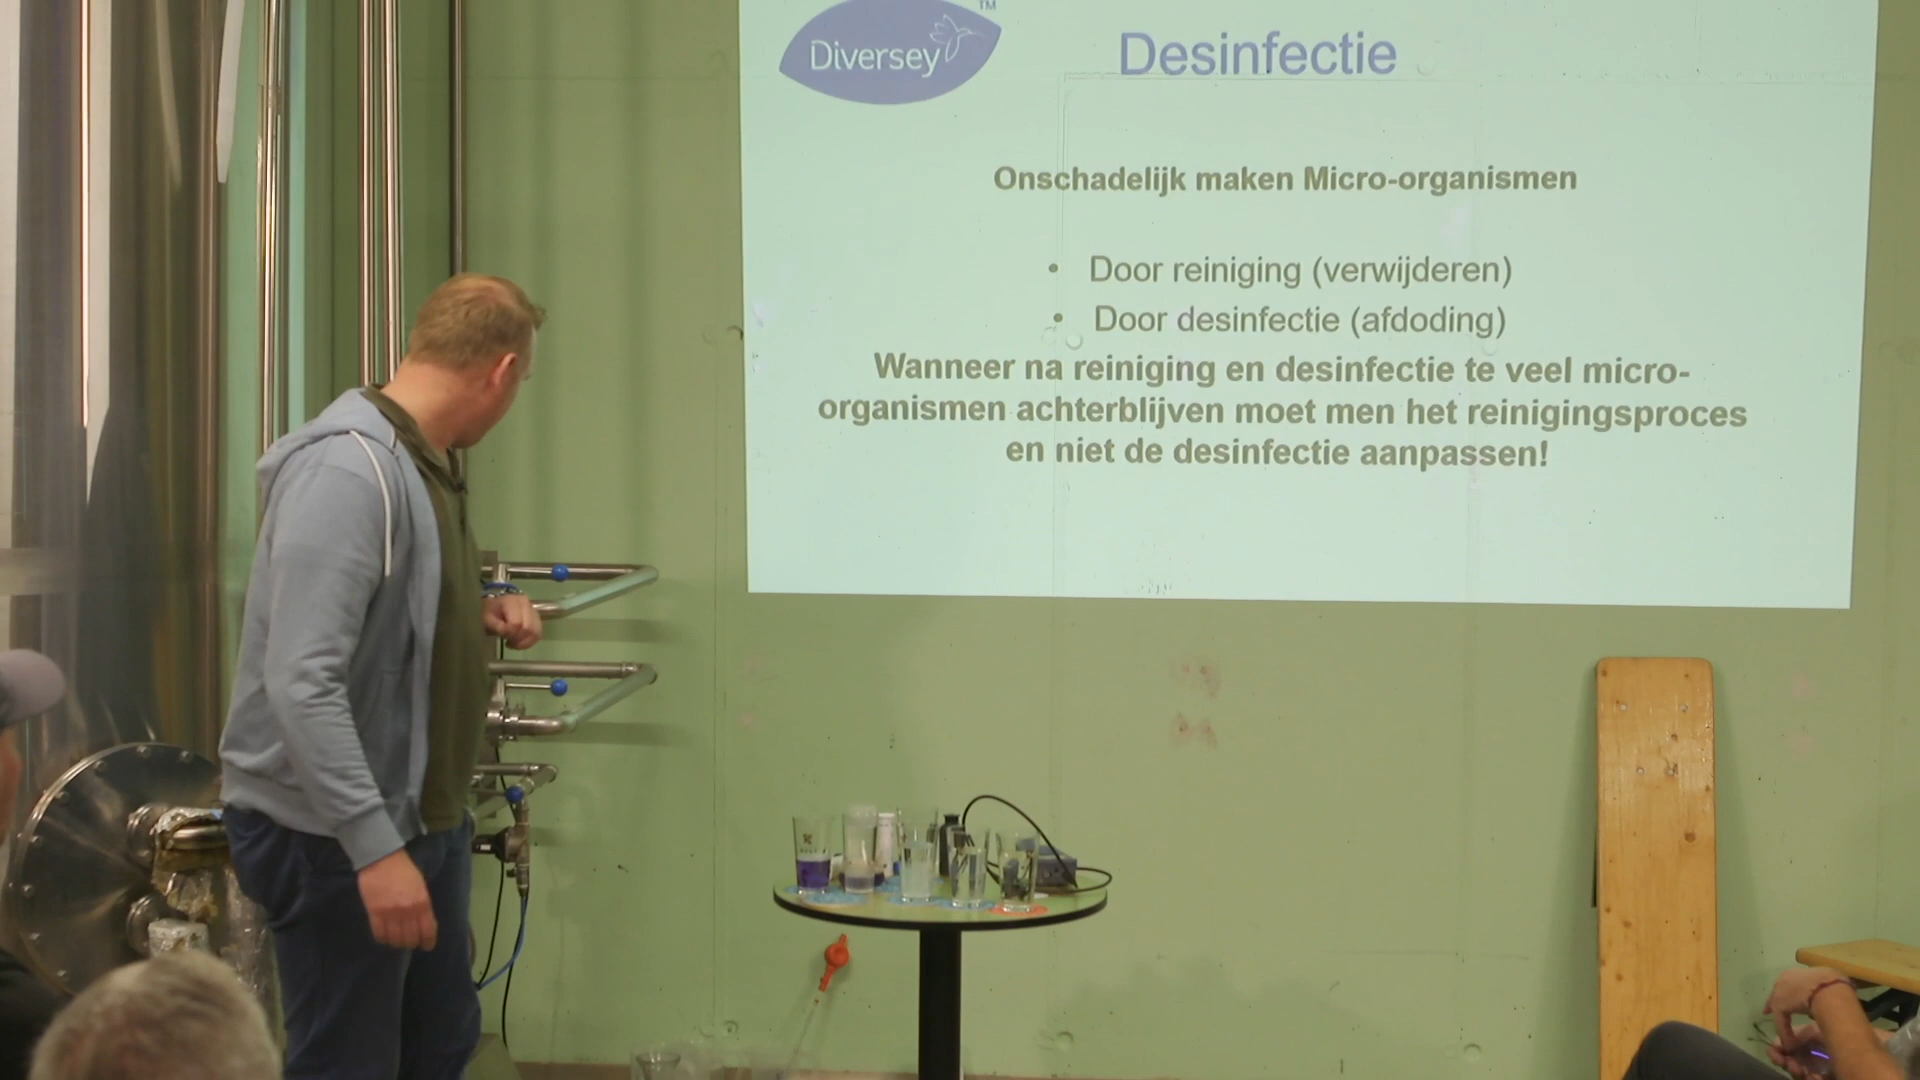 Diversey
TM
Desinfectie
Onschadelijk maken Micro-organismen
• Door reiniging (verwijderen)
• Door desinfectie (afdoding)
Wanneer na reiniging en desinfectie te veel micro-
organismen achterblijven moet men het reinigingsproces
en niet de desinfectie aanpassen!